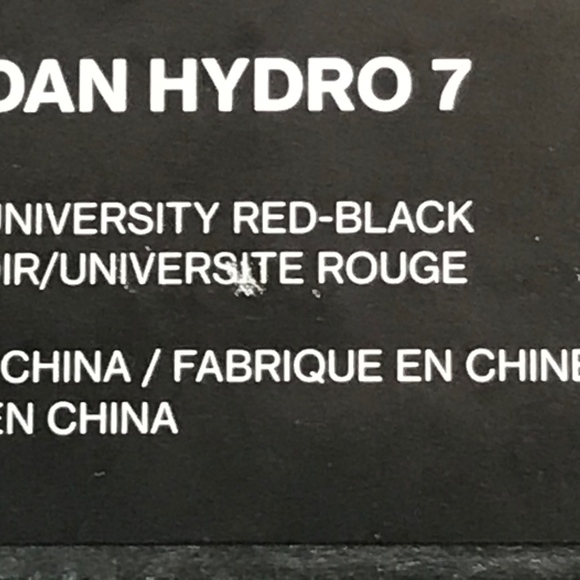 DAN HYDRO 7
UNIVERSITY RED-BLACK
IR/UNIVERSITE ROUGE
CHINA / FABRIQUE EN CHINE
EN CHINA